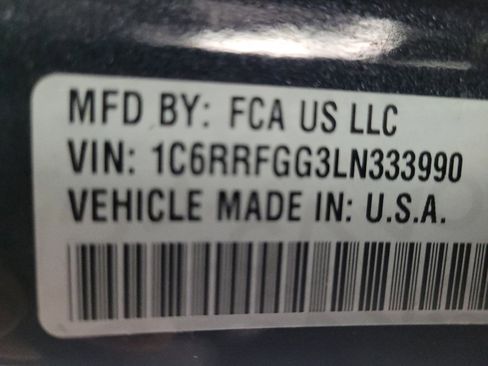 MFD BY: FCA US LLC
VIN: 1C6RRFGG3LN333990
VEHICLE MADE IN: U.S.A.